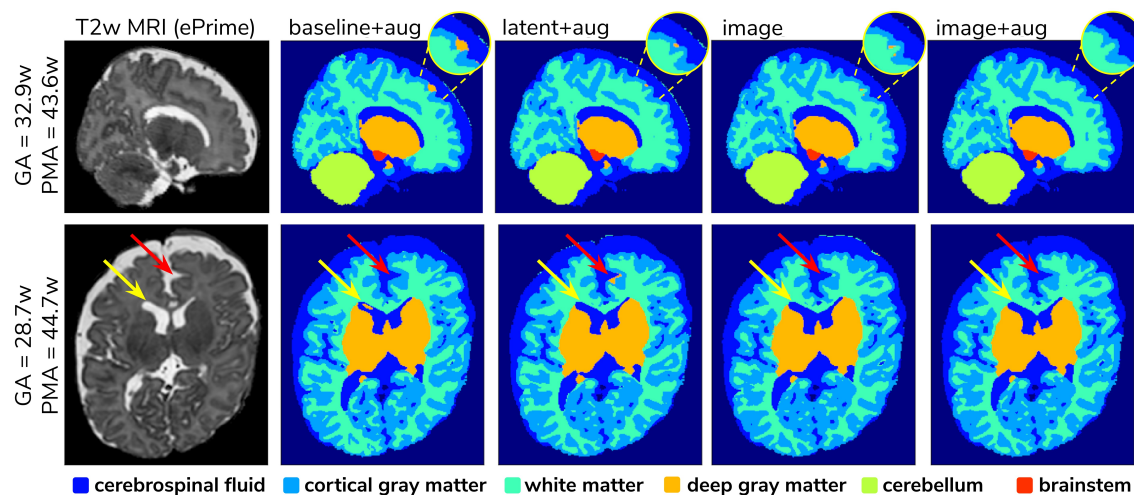 T2w MRI (ePrime) baseline+aug latent+aug image image+aug
GA = 32.9w
PMA = 43.6w
GA = 28.7w
PMA = 44.7w
cerebrospinal fluid cortical gray matter white matter deep gray matter cerebellum brainstem